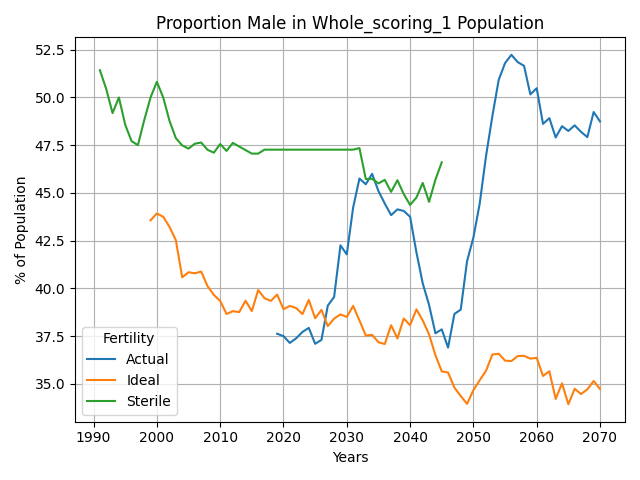 Proportion Male in Whole_scoring_1 Population
% of Population
52.5
50.0
47.5
45.0
42.5
40.0
37.5
35.0
Fertility
Actual
Ideal
Sterile
1990 2000 2010 2020 2030 2040 2050 2060 2070
Years